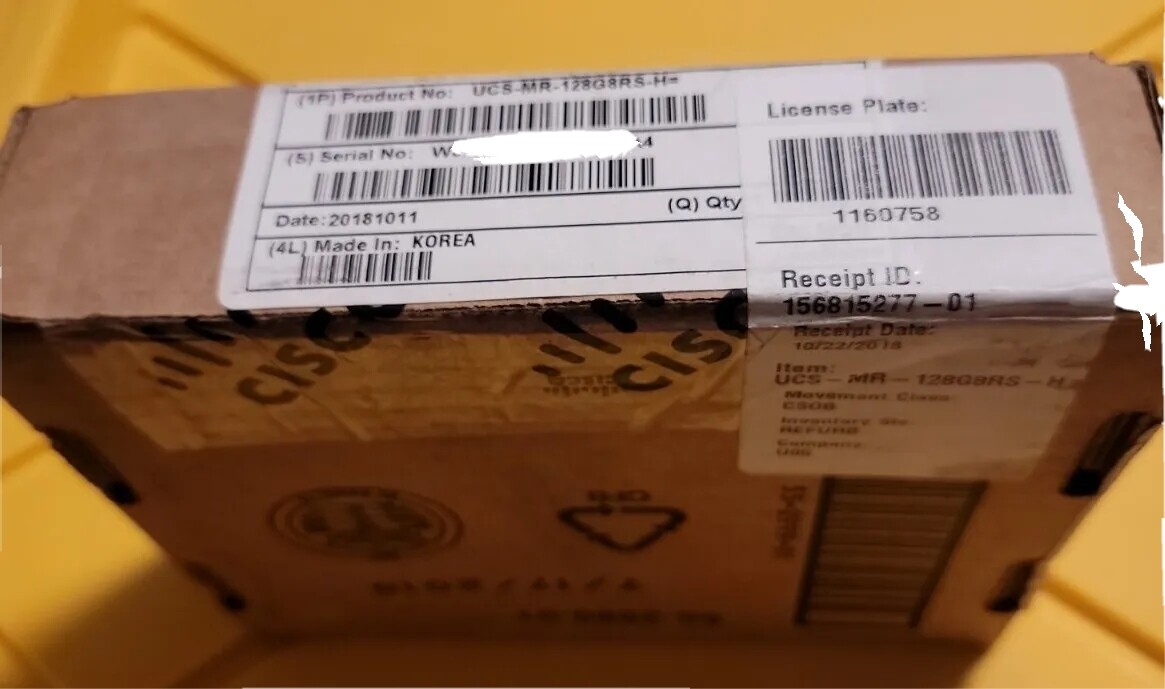 (1P) Product No: UCS-MR-128G8RS-H=
(S) Serial No: W 4
Date:20181011
(Q) Qty
(4L) Made In: KOREA
License Plate:
1160758
Receipt ID:
156815277-01
Receipt Date:
10/22/2018
Item:
UCS-MR-128G8RS-H
Movement Class:
Company:
CISCO
CISCO